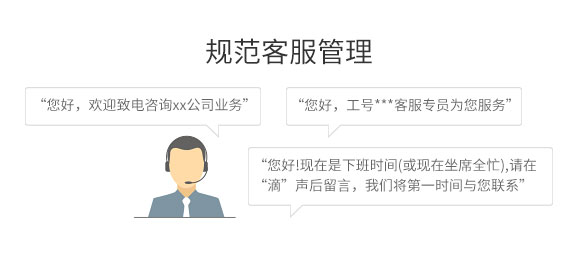 规范客服管理
“您好，欢迎致电咨询xx公司业务”
“您好，工号***客服专员为您服务”
“您好!现在是下班时间(或现在坐席全忙),请在
“滴”声后留言，我们将第一时间与您联系”